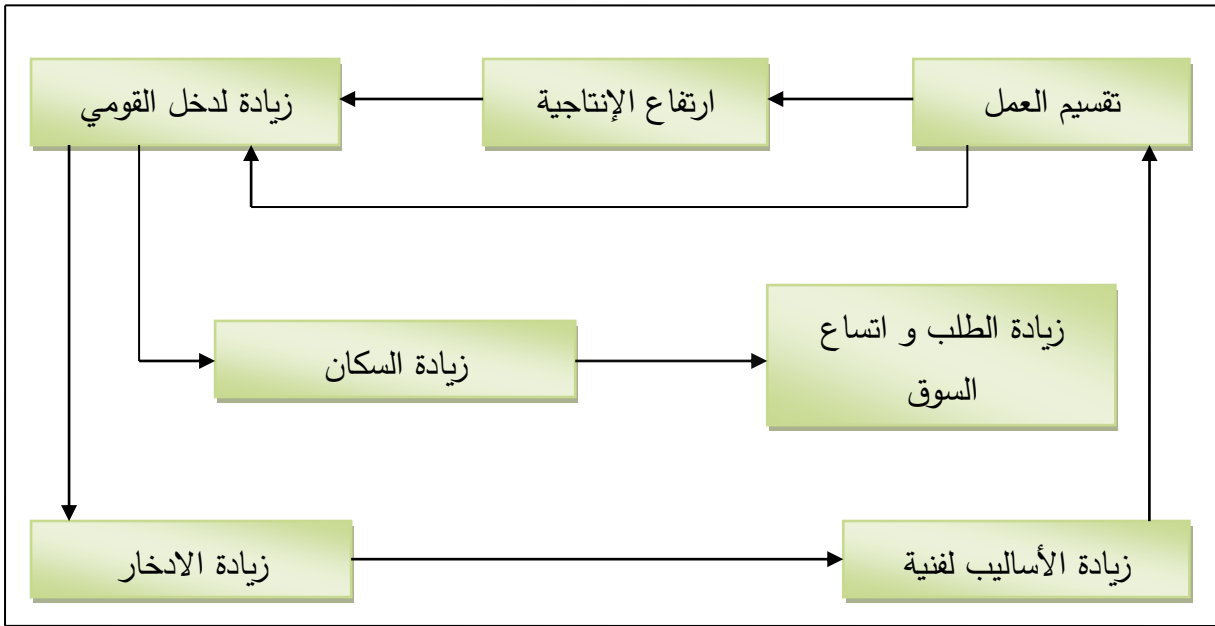 تقسيم العمل
ارتفاع الإنتاجية
زيادة لدخل القومي
زيادة الطلب و اتساع
السوق
زيادة السكان
زيادة الأساليب لفنية
زيادة الادخار